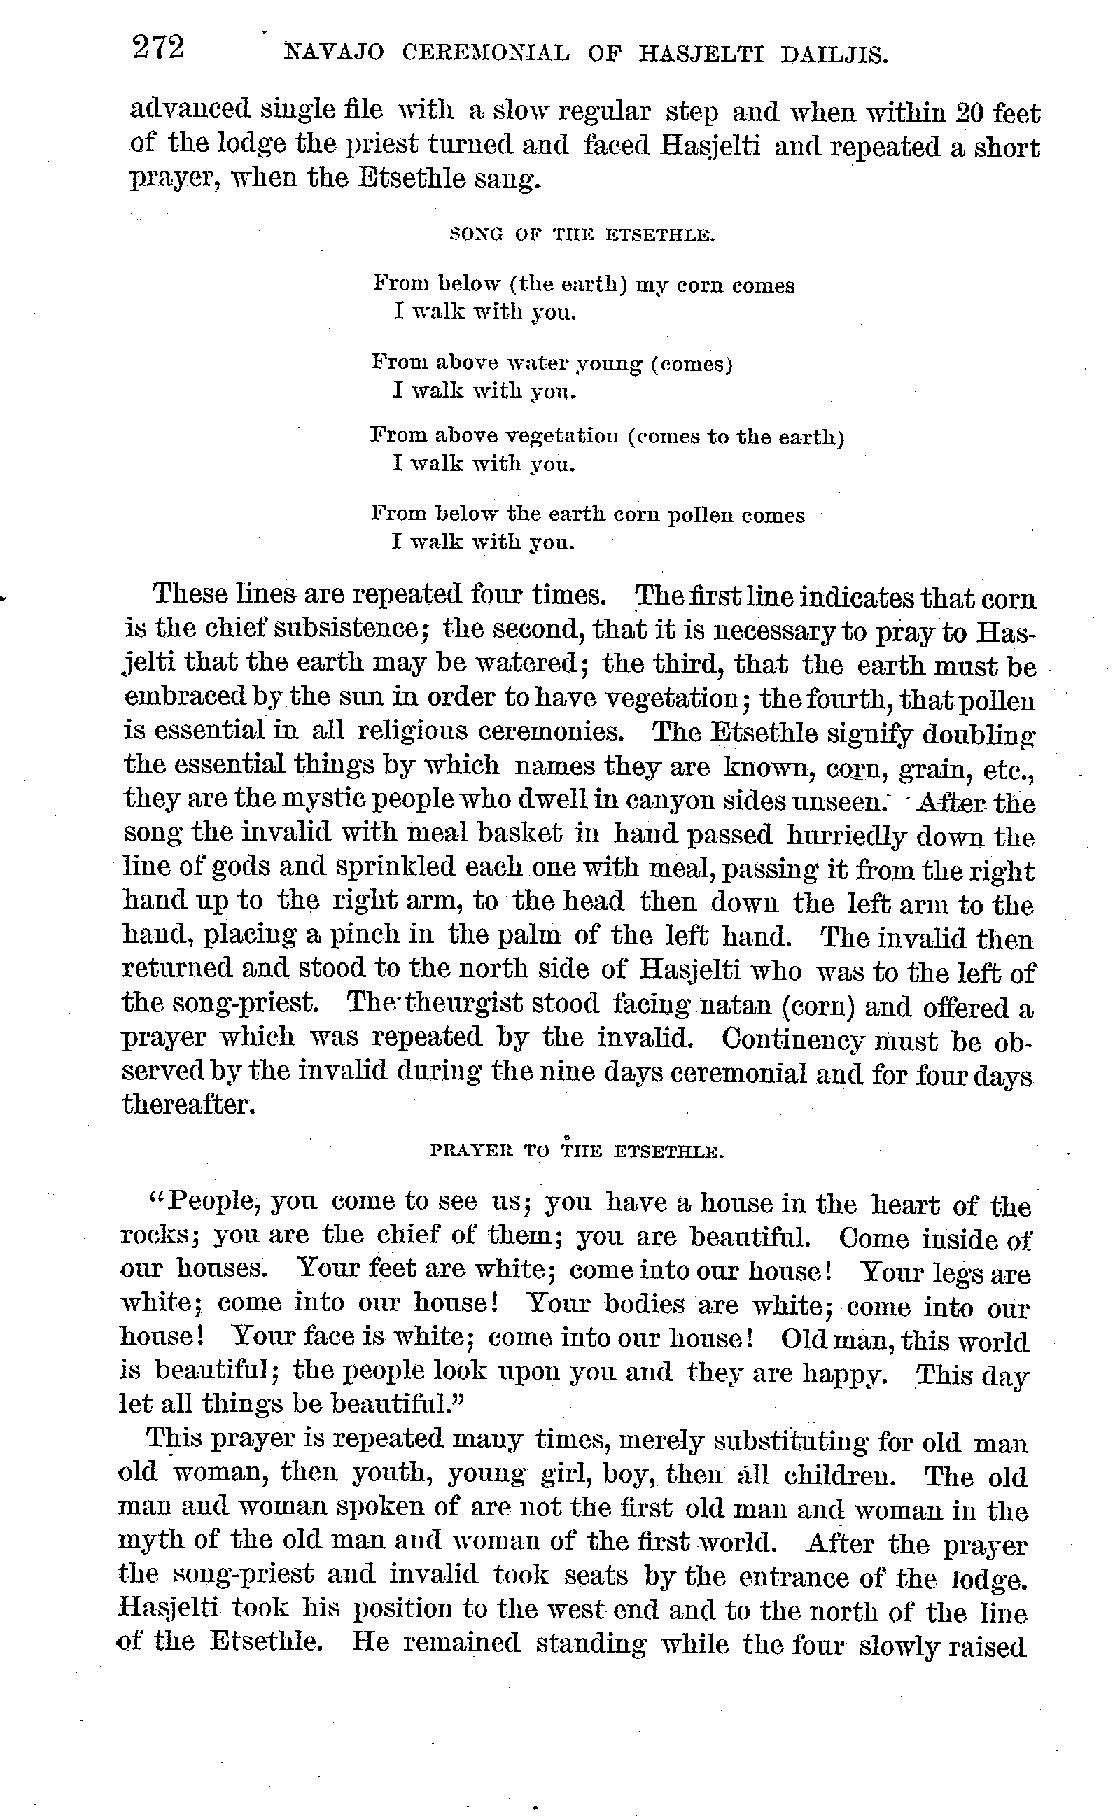 272 NAVAJO CEREMONIAL OF HASJELTI DAILJIS.
advanced single file with a slow regular step and when within 20 feet
of the lodge the priest turned and faced Hasjelti and repeated a short
prayer, when the Etsethle sang.
SONG OF THE ETSETHLE.
From below (the earth) my corn comes
I walk with you.
From above water young (comes)
I walk with you.
From above vegetation (comes to the earth)
I walk with you.
From below the earth corn pollen comes
I walk with you.
These lines are repeated four times. The first line indicates that corn
is the chief subsistence; the second, that it is necessary to pray to Has-
jelti that the earth may be watered; the third, that the earth must be
embraced by the sun in order to have vegetation; the fourth, that pollen
is essential in all religious ceremonies. The Etsethle signify doubling
the essential things by which names they are known, corn, grain, etc.,
they are the mystic people who dwell in canyon sides unseen. After the
song the invalid with meal basket in hand passed hurriedly down the
line of gods and sprinkled each one with meal, passing it from the right
hand up to the right arm, to the head then down the left arm to the
hand, placing a pinch in the palm of the left hand. The invalid then
returned and stood to the north side of Hasjelti who was to the left of
the song-priest. The theurgist stood facing natan (corn) and offered a
prayer which was repeated by the invalid. Continency must be ob-
served by the invalid during the nine days ceremonial and for four days
thereafter.
PRAYER TO THE ETSETHLE.
"People, you come to see us; you have a house in the heart of the
rocks; you are the chief of them; you are beautiful. Come inside of
our houses. Your feet are white; come into our house! Your legs are
white; come into our house! Your bodies are white; come into our
house! Your face is white; come into our house! Old man, this world
is beautiful; the people look upon you and they are happy. This day
let all things be beautiful."
This prayer is repeated many times, merely substituting for old man
old woman, then youth, young girl, boy, then all children. The old
man and woman spoken of are not the first old man and woman in the
myth of the old man and woman of the first world. After the prayer
the song-priest and invalid took seats by the entrance of the lodge.
Hasjelti took his position to the west end and to the north of the line
of the Etsethle. He remained standing while the four slowly raised